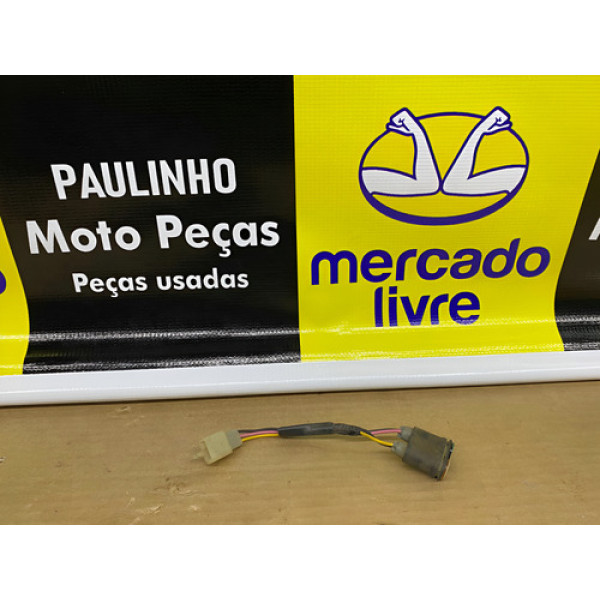 PAULINHO
Moto Peças
Peças usadas
mercado
livre